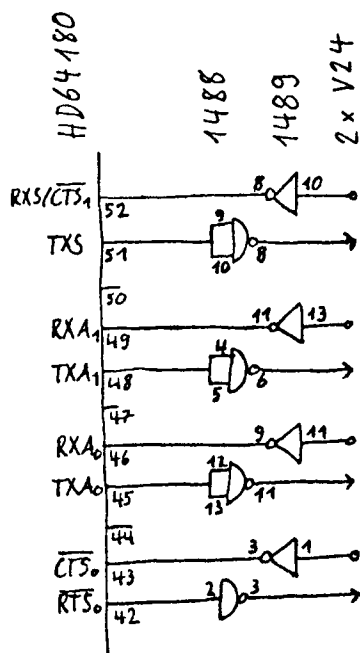 HD64180 1488 1489 2 x V24
RXS/CTS₁ 52 8 10
TXS 51 9 10 8
50
RXA₁ 49 11 13
TXA₁ 48 4 5 6
47
RXA₀ 46 9 11
TXA₀ 45 12 13 11
44
CTS₀ 43 3 1
RTS₀ 42 2 3